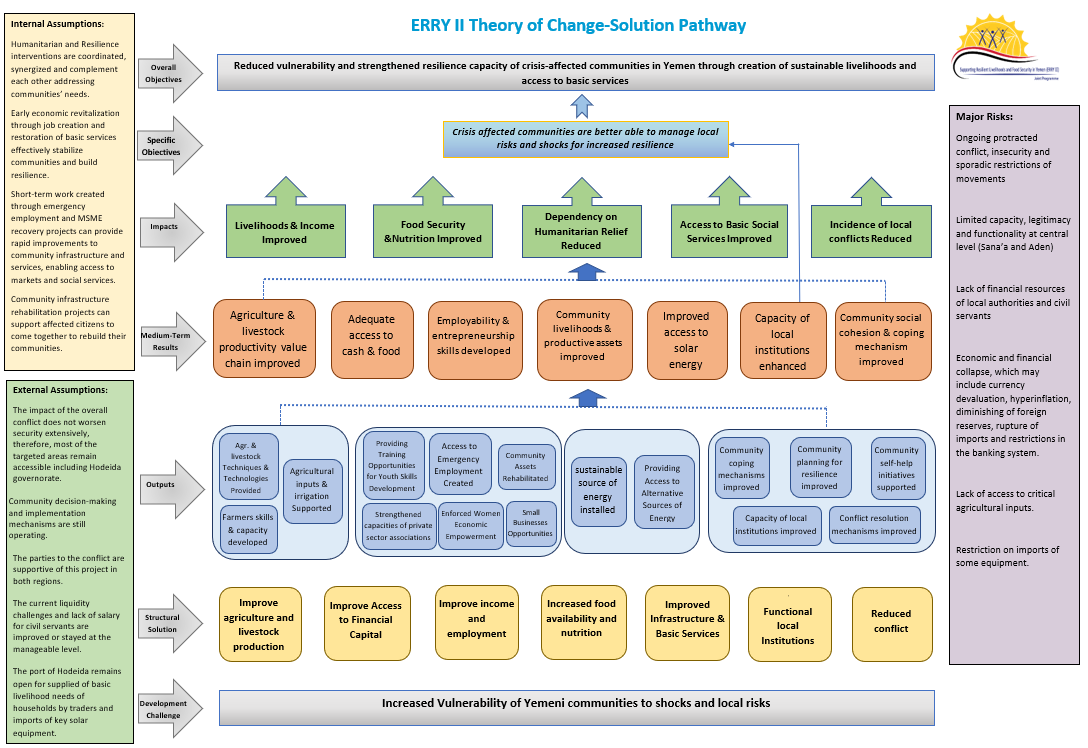 ERRY II Theory of Change-Solution Pathway
Internal Assumptions:
Humanitarian and Resilience
interventions are coordinated,
synergized and complement
each other addressing
communities' needs.
Early economic revitalization
through job creation and
restoration of basic services
effectively stabilize
communities and build
resilience.
Short-term work created
through emergency
employment and MSME
recovery projects can provide
rapid improvements to
community infrastructure and
services, enabling access to
markets and social services.
Community infrastructure
rehabilitation projects can
support affected citizens to
come together to rebuild their
communities.
External Assumptions:
The impact of the overall
conflict does not worsen
security extensively,
therefore, most of the
targeted areas remain
accessible including Hodeida
governorate.
Community decision-making
and implementation
mechanisms are still
operating.
The parties to the conflict are
supportive of this project in
both regions.
The current liquidity
challenges and lack of salary
for civil servants are
improved or stayed at the
manageable level.
The port of Hodeida remains
open for supplied of basic
livelihood needs of
households by traders and
imports of key solar
equipment.
Overall
Objectives
Reduced vulnerability and strengthened resilience capacity of crisis-affected communities in Yemen through creation of sustainable livelihoods and
access to basic services
Specific
Objectives
Crisis affected communities are better able to manage local
risks and shocks for increased resilience
Impacts
Livelihoods & Income
Improved
Food Security
&Nutrition Improved
Dependency on
Humanitarian Relief
Reduced
Access to Basic Social
Services Improved
Incidence of local
conflicts Reduced
Medium-Term
Results
Agriculture &
livestock
productivity value
chain improved
Adequate
access to
cash & food
Employability &
entrepreneurship
skills developed
Community
livelihoods &
productive assets
improved
Improved
access to
solar
energy
Capacity of
local
institutions
enhanced
Community social
cohesion & coping
mechanism
improved
Outputs
Agr. &
livestock
Techniques &
Technologies
Provided
Agricultural
inputs &
irrigation
Supported
Farmers skills
& capacity
developed
Providing
Training
Opportunities
for Youth Skills
Development
Access to
Emergency
Employment
Created
Community
Assets
Rehabilitated
Strengthened
capacities of private
sector associations
Enforced Women
Economic
Empowerment
Small
Businesses
Opportunities
sustainable
source of
energy
installed
Providing
Access to
Alternative
Sources of
Energy
Community
coping
mechanisms
improved
Community
planning for
resilience
improved
Community
self-help
initiatives
supported
Capacity of local
institutions improved
Conflict resolution
mechanisms improved
Structural
Solution
Improve
agriculture and
livestock
production
Improve Access
to Financial
Capital
Improve income
and
employment
Increased food
availability and
nutrition
Improved
Infrastructure &
Basic Services
Functional
local
Institutions
Reduced
conflict
Development
Challenge
Increased Vulnerability of Yemeni communities to shocks and local risks
Supporting Resilient Livelihoods and Food Security in Yemen (ERRY II)
Joint Programme
Major Risks:
Ongoing protracted
conflict, insecurity and
sporadic restrictions of
movements
Limited capacity, legitimacy
and functionality at central
level (Sana'a and Aden)
Lack of financial resources
of local authorities and civil
servants
Economic and financial
collapse, which may
include currency
devaluation, hyperinflation,
diminishing of foreign
reserves, rupture of
imports and restrictions in
the banking system.
Lack of access to critical
agricultural inputs.
Restriction on imports of
some equipment.